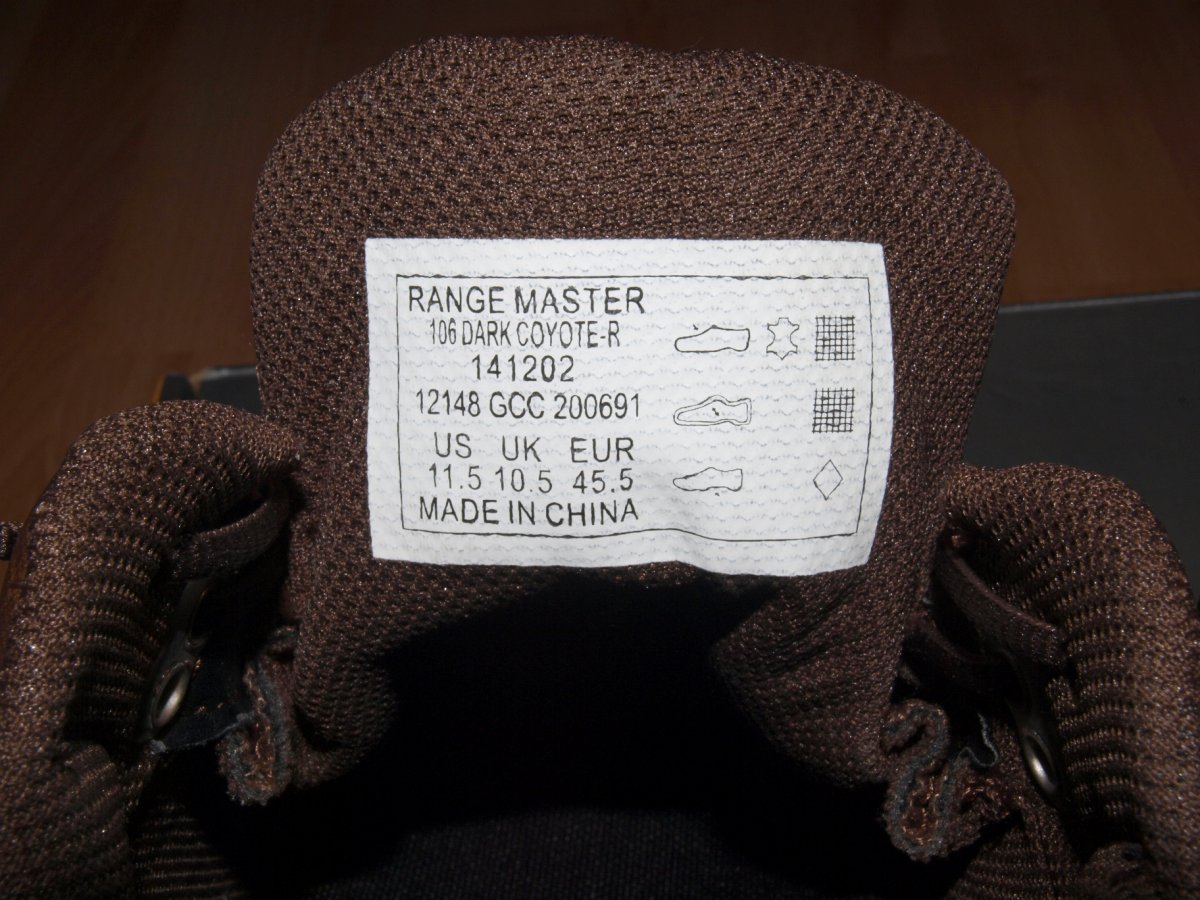 RANGE MASTER
106 DARK COYOTE-R
141202
12148 GCC 200691
US UK EUR
11.5 10.5 45.5
MADE IN CHINA